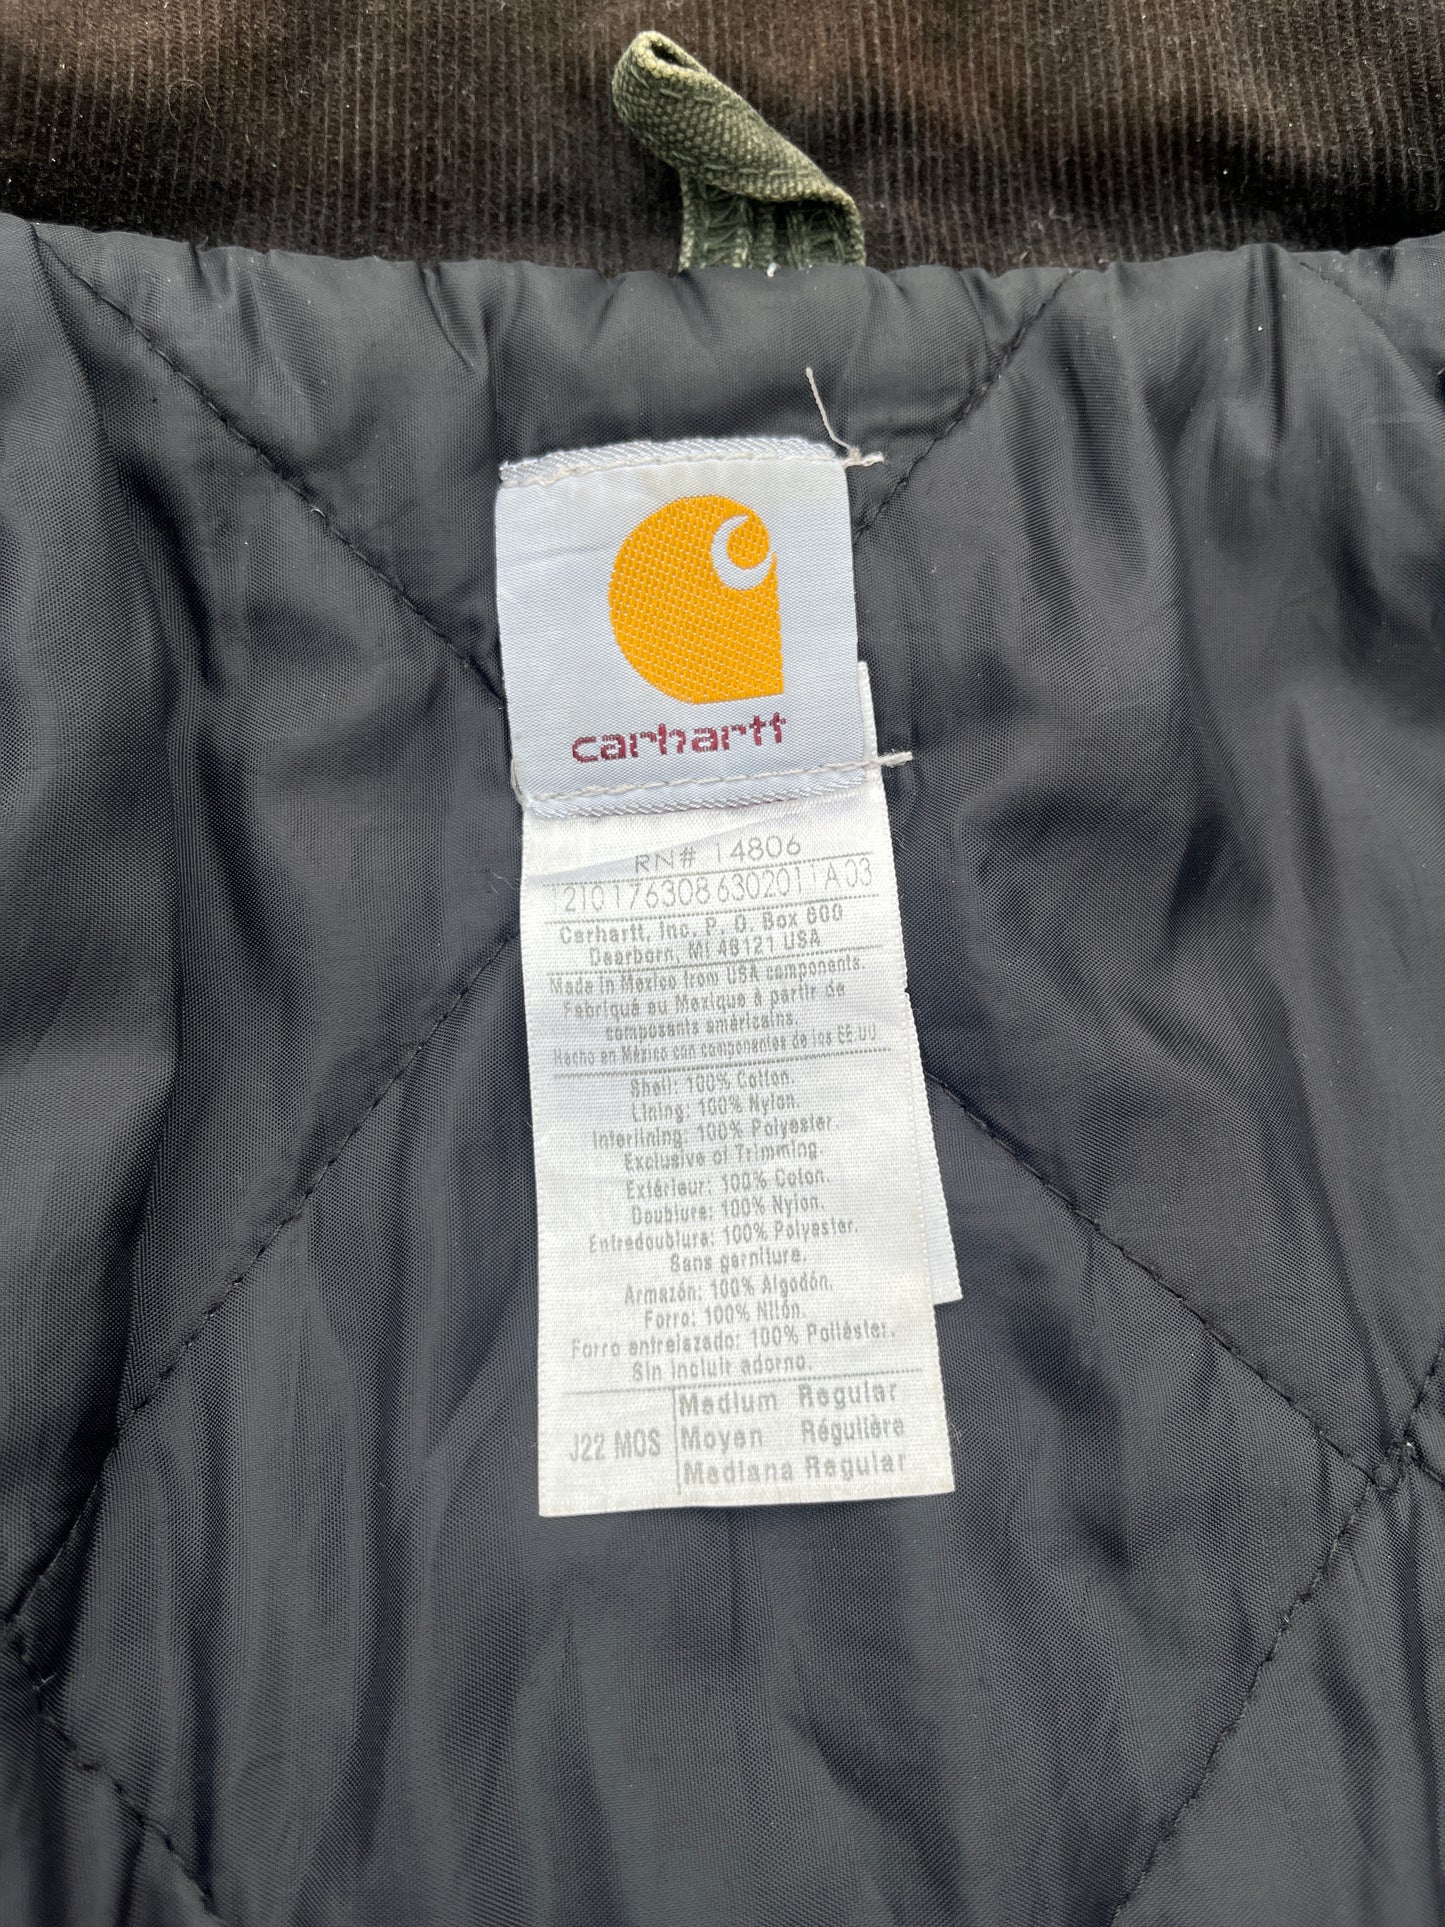 carhartt
RN# 14806
12101763086302011A03
Carhartt, Inc. P. O. Box 600
Dearborn, MI 48121 USA
Made in Mexico from USA components.
Fabriqué au Mexique à partir de
composants américains.
Hecho en México con componentes de los EE.UU
Shell: 100% Cotton.
Lining: 100% Nylon.
Interlining: 100% Polyester.
Exclusive of Trimming.
Extérieur: 100% Coton.
Doublure: 100% Nylon.
Entredoublure: 100% Polyester.
Sans garniture.
Armazón: 100% Algodón.
Forro: 100% Nilón.
Forro entrelazado: 100% Poliéster.
Sin incluir adorno.
J22 MOS
Medium Regular
Moyen Régulière
Mediana Regular